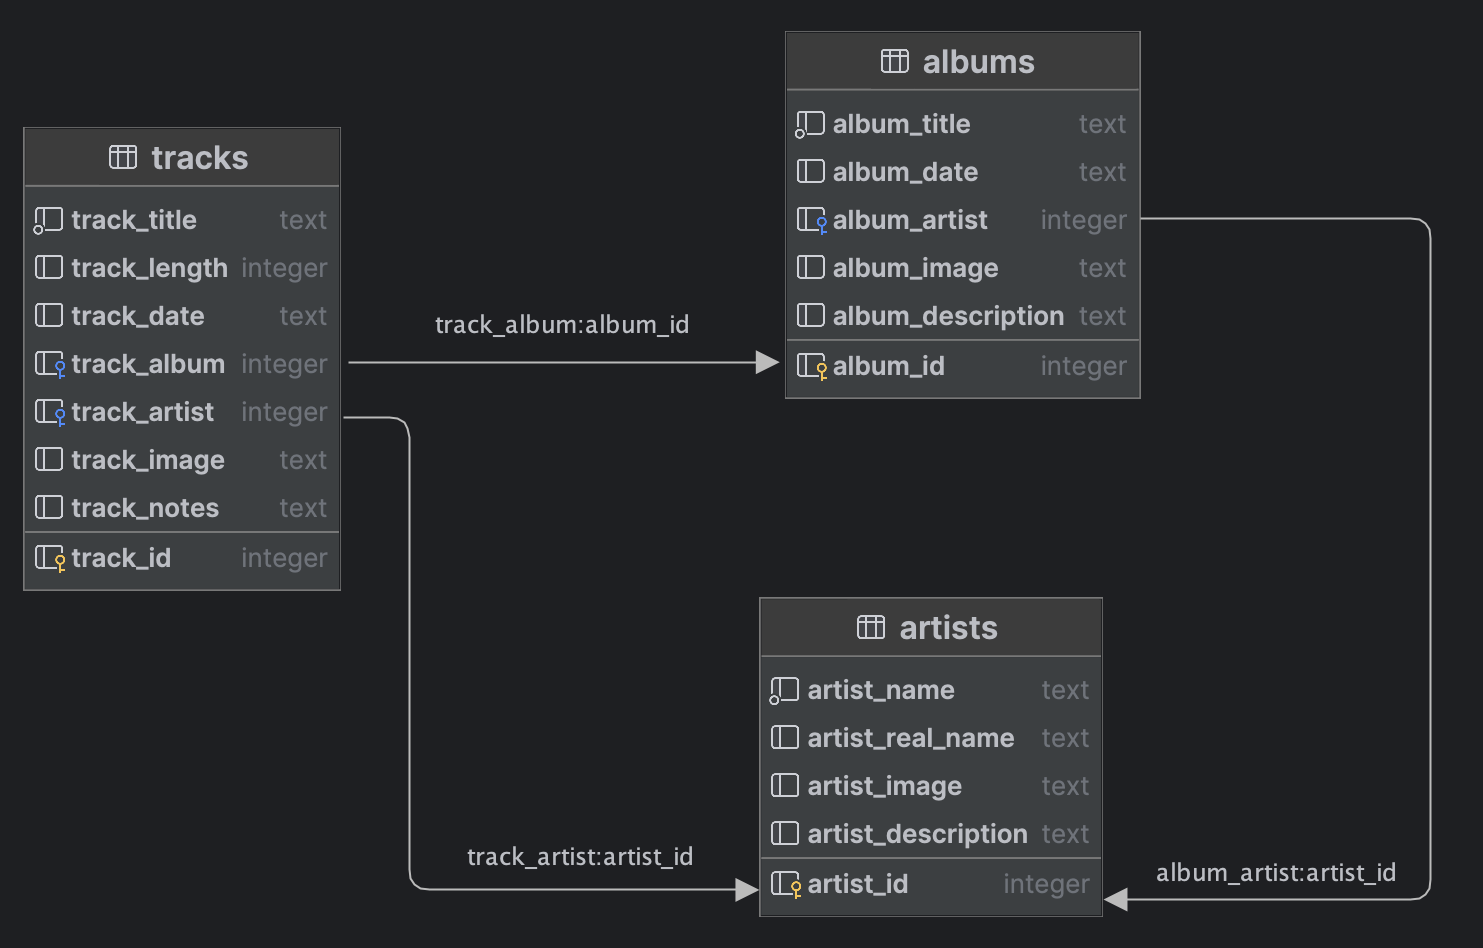 albums
album_title text
album_date text
album_artist integer
album_image text
album_description text
album_id integer
tracks
track_title text
track_length integer
track_date text
track_album integer
track_artist integer
track_image text
track_notes text
track_id integer
track_album:album_id
artists
artist_name text
artist_real_name text
artist_image text
artist_description text
artist_id integer
track_artist:artist_id
album_artist:artist_id